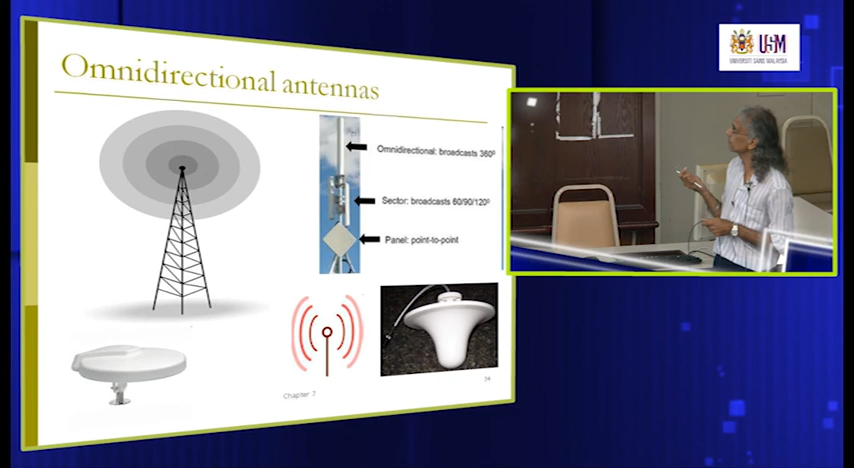 Omnidirectional antennas
USM
UNIVERSITI SAINS MALAYSIA
Omnidirectional: broadcasts 360⁰
Sector: broadcasts 60/90/120⁰
Panel: point-to-point
Chapter 7
34